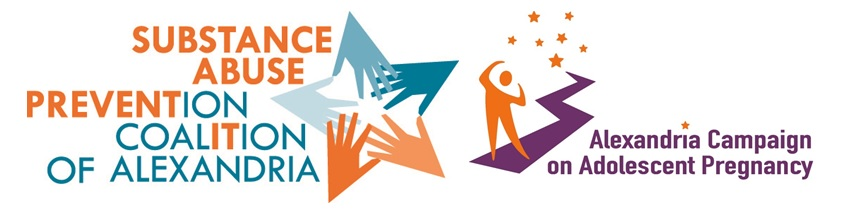 SUBSTANCE
ABUSE
PREVENTION
COALITION
OF ALEXANDRIA
Alexandria Campaign
on Adolescent Pregnancy